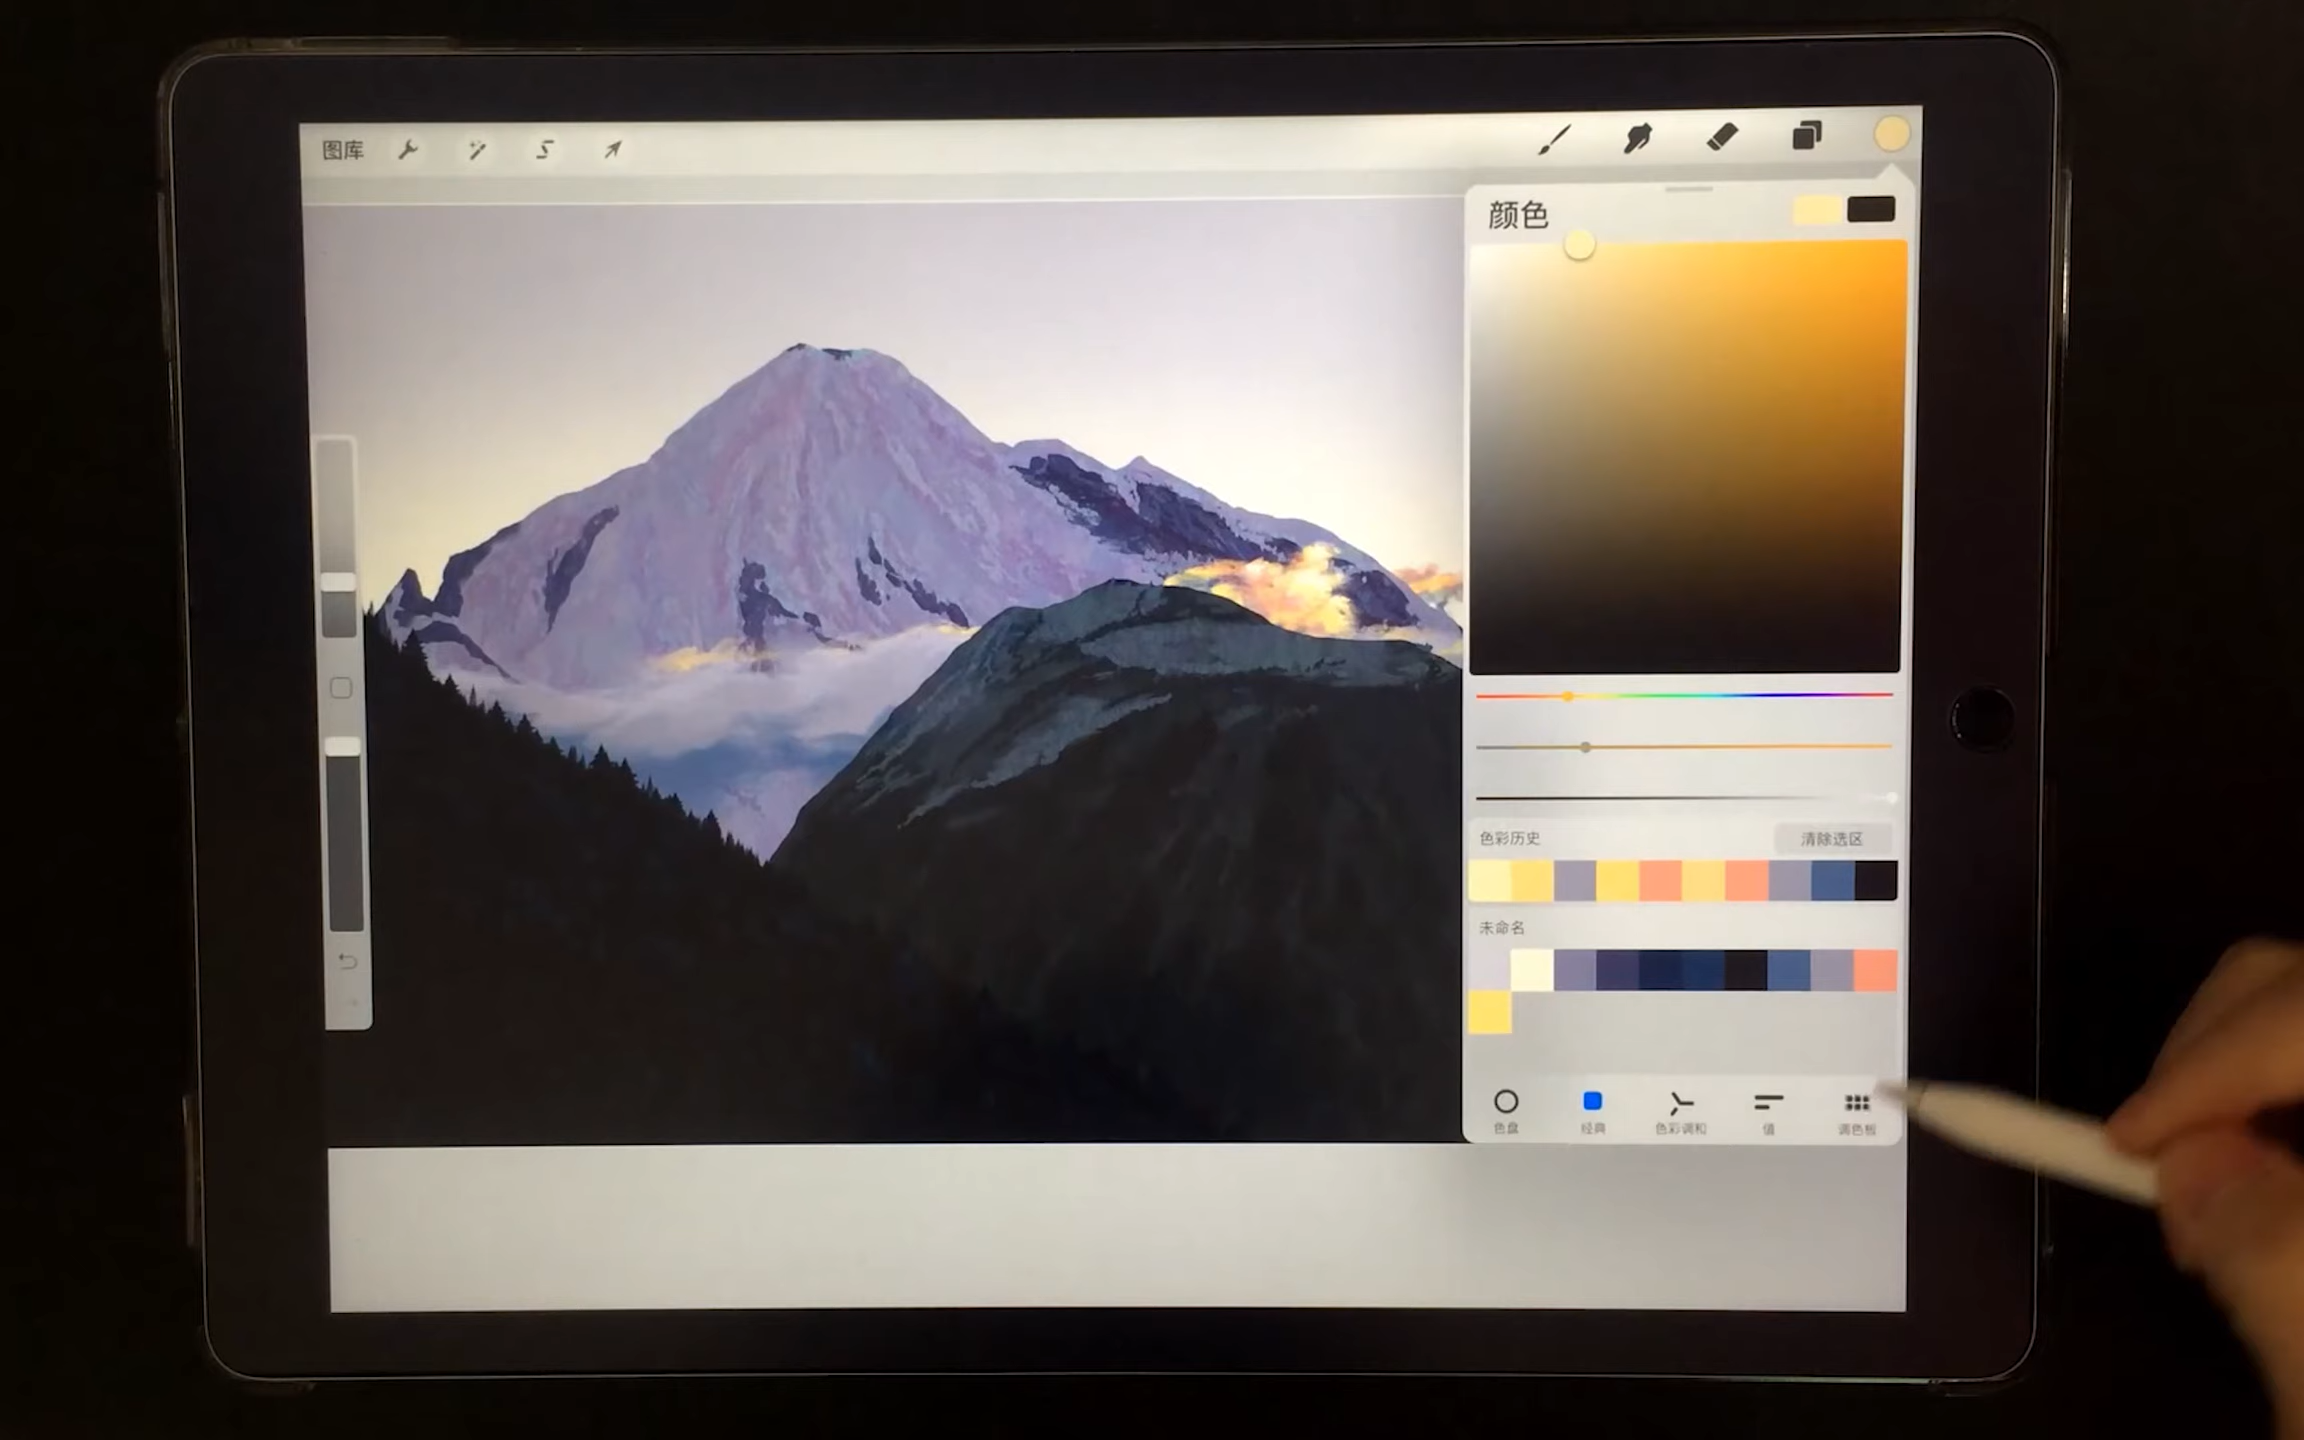 图库
颜色
色彩历史 清除选区
未命名
色盘 经典 色彩调和 值 调色板